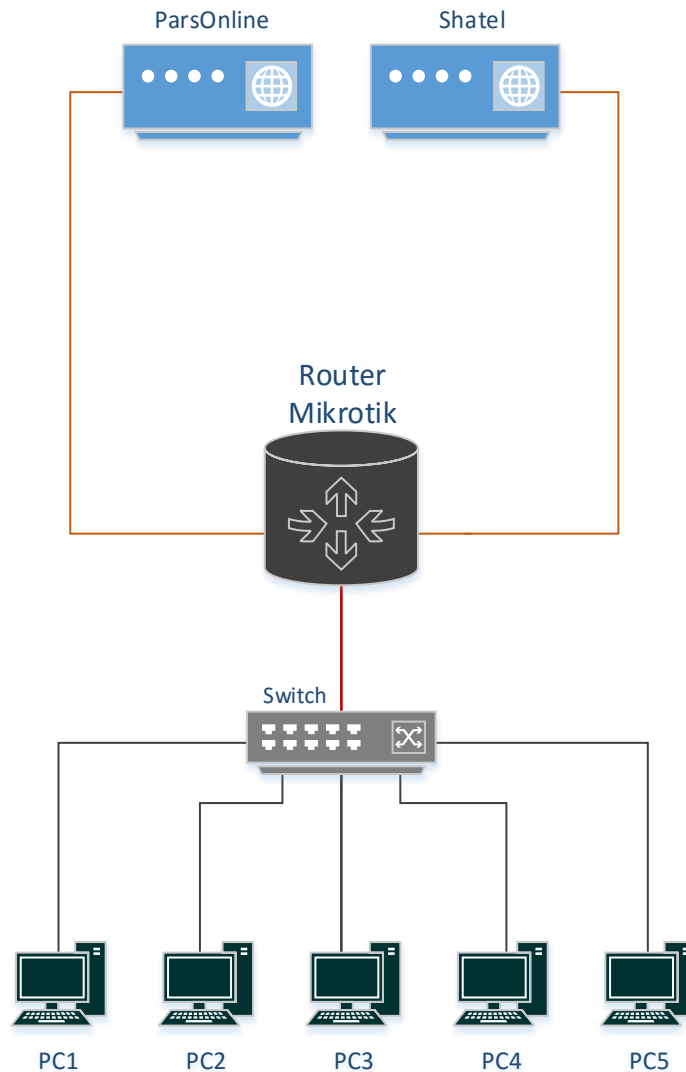 ParsOnline
Shatel
Router
Mikrotik
Switch
PC1
PC2
PC3
PC4
PC5